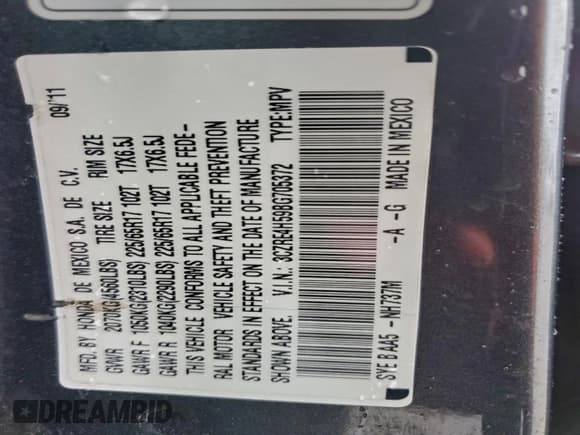 MFD. BY HONDA DE MEXICO S.A. DE C.V. 09/11
GVWR 2070KG(4560LBS) TIRE SIZE RIM SIZE
GAWR F 1050KG(2310LBS) 225/65R17 102T 17X6.5J
GAWR R 1040KG(2290LBS) 225/65R17 102T 17X6.5J
THIS VEHICLE CONFORMS TO ALL APPLICABLE FEDE-
RAL MOTOR VEHICLE SAFETY AND THEFT PREVENTION
STANDARDS IN EFFECT ON THE DATE OF MANUFACTURE
SHOWN ABOVE. V.I.N.: 3CZRE4H59BG705372 TYPE:MPV
SYE B AA5 -NH737M -A -G MADE IN MEXICO
DREAMBID